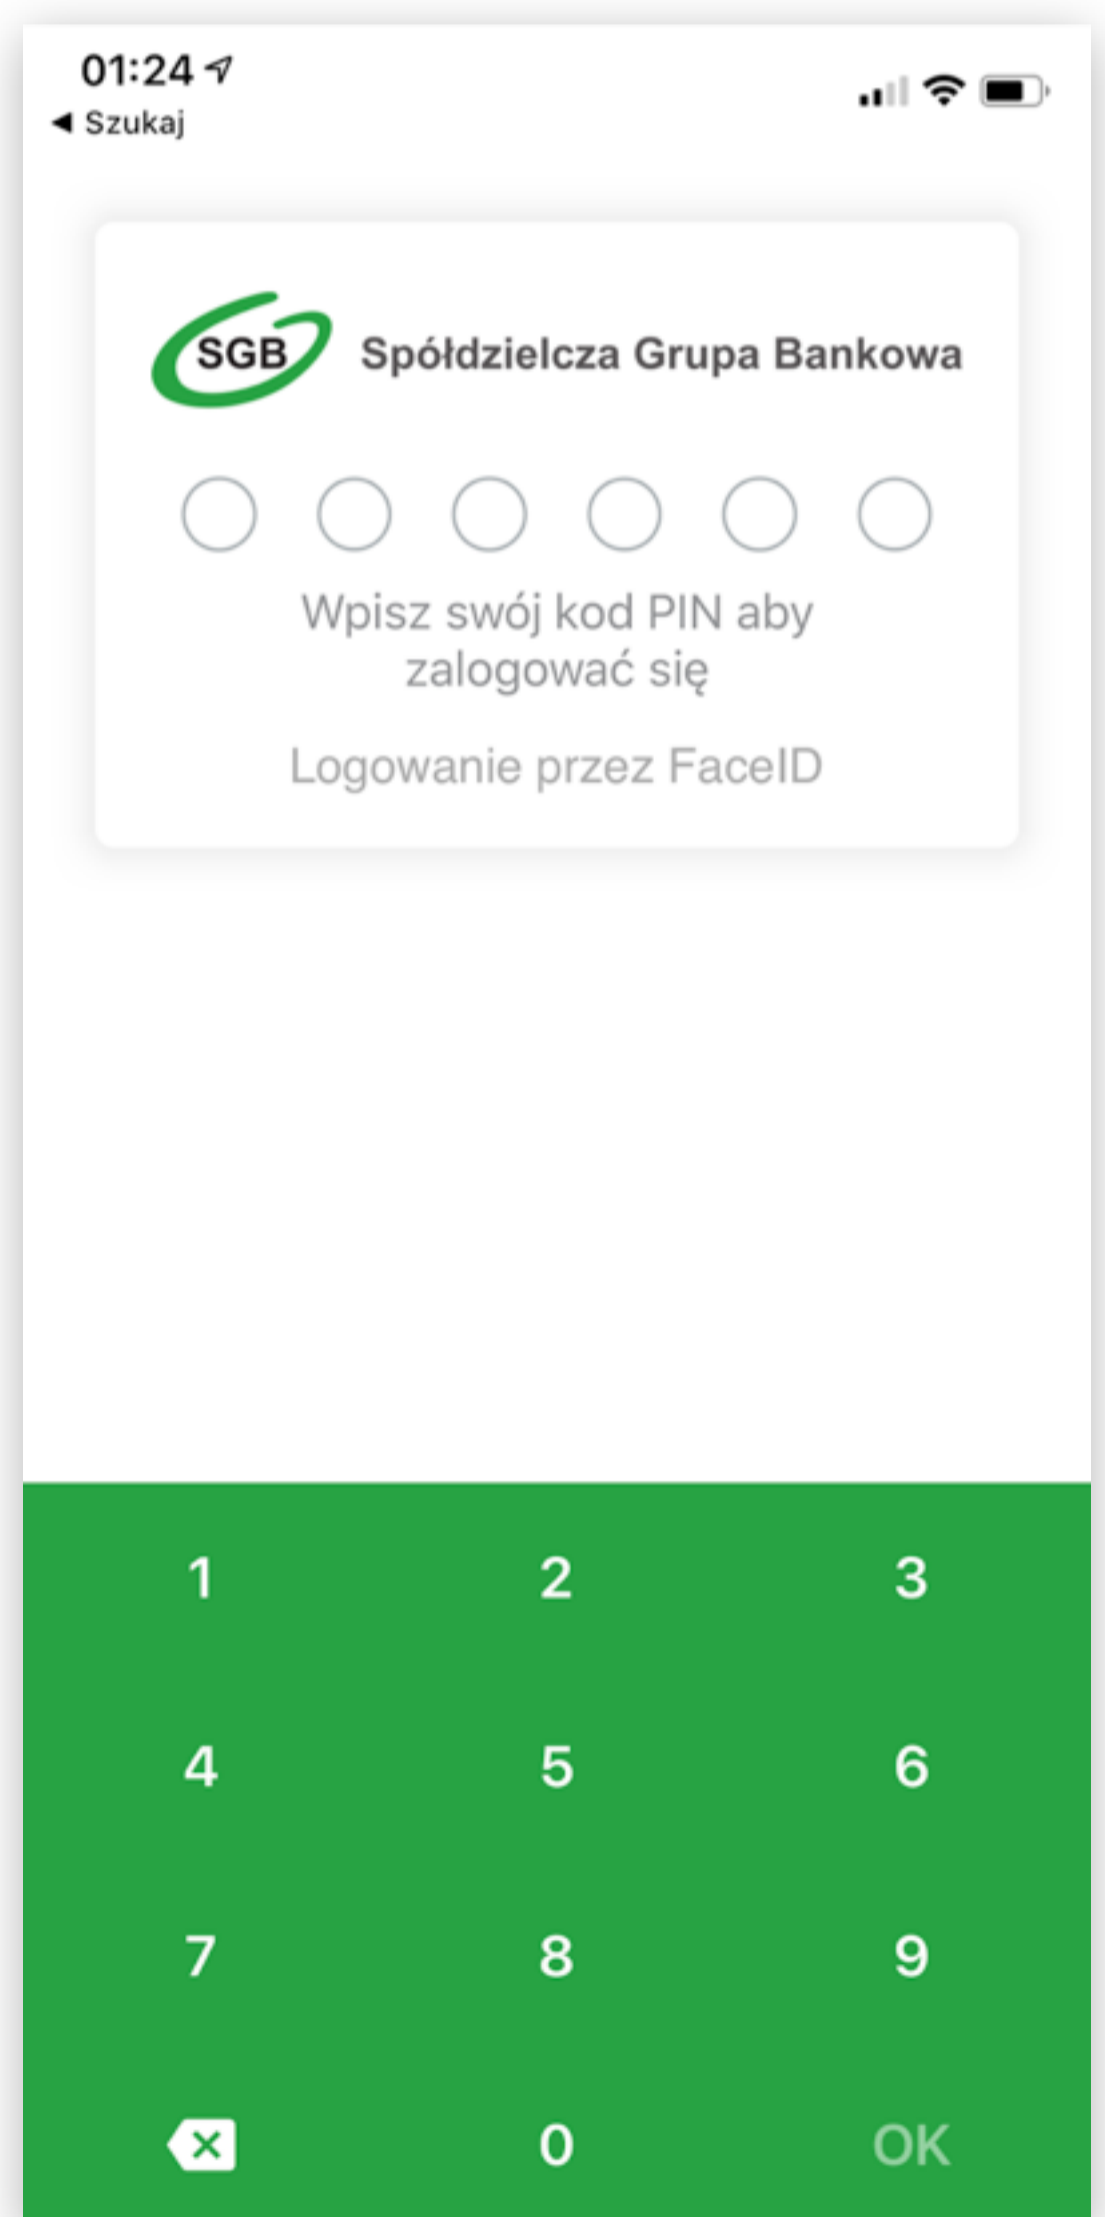 01:24
◀ Szukaj
SGB Spółdzielcza Grupa Bankowa
Wpisz swój kod PIN aby
zalogować się
Logowanie przez FaceID
1 2 3
4 5 6
7 8 9
0 OK